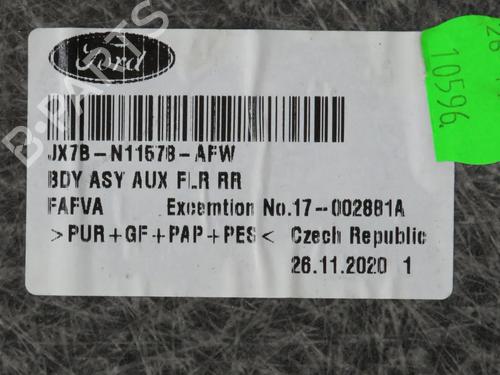 Ford
JX7B-N11578-AFW
BDY ASY AUX FLR RR
FAFVA Excemtion No.17-002881A
>PUR+GF+PAP+PES< Czech Republic
26.11.2020 1
10596
B-PARTS